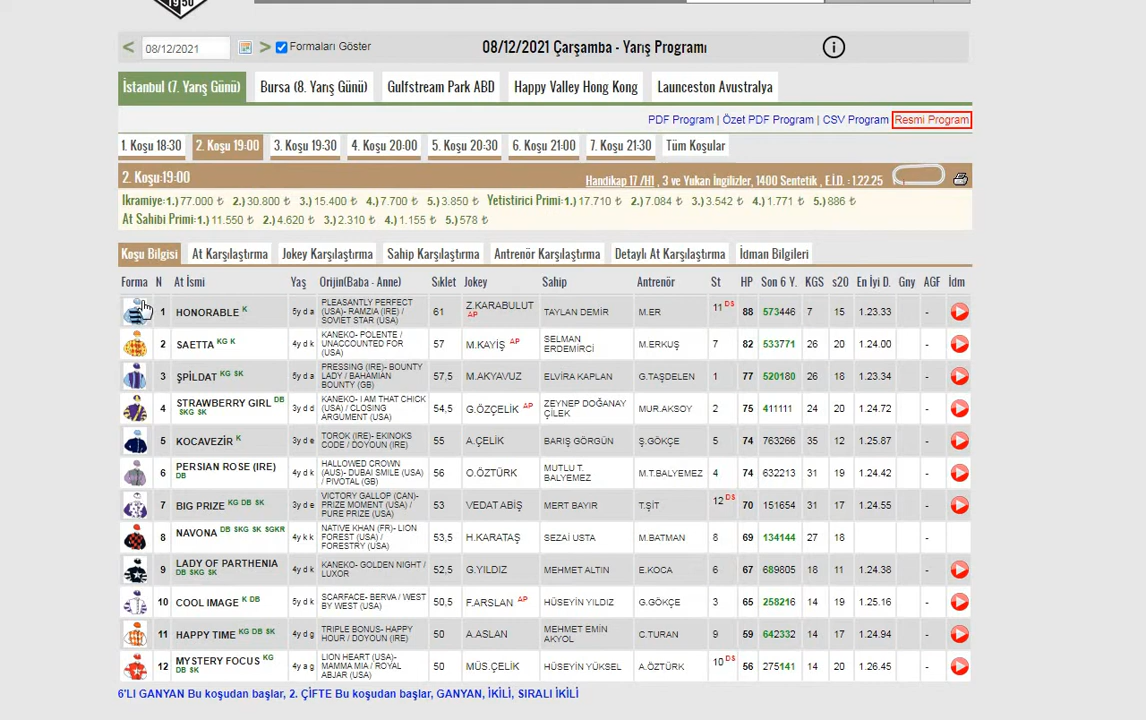 1950
08/12/2021 Formaları Göster 08/12/2021 Çarşamba - Yarış Programı
İstanbul (7. Yarış Günü) Bursa (8. Yarış Günü) Gulfstream Park ABD Happy Valley Hong Kong Launceston Avustralya
PDF Program | Özet PDF Program | CSV Program Resmi Program
1. Koşu 18:30 2. Koşu 19:00 3. Koşu 19:30 4. Koşu 20:00 5. Koşu 20:30 6. Koşu 21:00 7. Koşu 21:30 Tüm Koşular
2. Koşu:19:00 Handikap 17 /H1 , 3 ve Yukarı İngilizler, 1400 Sentetik , E.İ.D. : 1.22.25
Ikramiye:1.) 77.000 ₺ 2.) 30.800 ₺ 3.) 15.400 ₺ 4.) 7.700 ₺ 5.) 3.850 ₺ Yetistirici Primi:1.) 17.710 ₺ 2.) 7.084 ₺ 3.) 3.542 ₺ 4.) 1.771 ₺ 5.) 886 ₺
At Sahibi Primi:1.) 11.550 ₺ 2.) 4.620 ₺ 3.) 2.310 ₺ 4.) 1.155 ₺ 5.) 578 ₺
Koşu Bilgisi At Karşılaştırma Jokey Karşılaştırma Sahip Karşılaştırma Antrenör Karşılaştırma Detaylı At Karşılaştırma İdman Bilgileri
Forma N At İsmi Yaş Orijin(Baba - Anne) Sıklet Jokey Sahip Antrenör St HP Son 6 Y. KGS s20 En İyi D. Gny AGF İdm
1 HONORABLE K 5y d a PLEASANTLY PERFECT (USA)- RAMZIA (IRE) / SOVIET STAR (USA) 61 Z.KARABULUT AP TAYLAN DEMİR M.ER 11 DS 88 573446 7 15 1.23.33 -
2 SAETTA KG K 4y d k KANEKO- POLENTE / UNACCOUNTED FOR (USA) 57 M.KAYİŞ AP SELMAN ERDEMİRCİ M.ERKUŞ 7 82 533771 26 20 1.24.00 -
3 ŞPİLDAT KG SK 5y d a PRESSING (IRE)- BOUNTY LADY / BAHAMIAN BOUNTY (GB) 57,5 M.AKYAVUZ ELVİRA KAPLAN G.TAŞDELEN 1 77 520180 26 18 1.23.34 -
4 STRAWBERRY GIRL DB SKG SK 3y d d KANEKO- I AM THAT CHICK (USA) / CLOSING ARGUMENT (USA) 54,5 G.ÖZÇELİK AP ZEYNEP DOĞANAY ÇİLEK MUR.AKSOY 2 75 411111 24 20 1.24.72 -
5 KOCAVEZİR K 3y d e TOROK (IRE)- EKINOKS CODE / DOYOUN (IRE) 55 A.ÇELİK BARIŞ GÖRGÜN Ş.GÖKÇE 5 74 763266 35 12 1.25.87 -
6 PERSIAN ROSE (IRE) DB 4y d k HALLOWED CROWN (AUS)- DUBAI SMILE (USA) / PIVOTAL (GB) 56 O.ÖZTÜRK MUTLU T. BALYEMEZ M.T.BALYEMEZ 4 74 632213 31 19 1.24.42 -
7 BIG PRIZE KG DB SK 3y d e VICTORY GALLOP (CAN)- PRIZE MOMENT (USA) / PURE PRIZE (USA) 53 VEDAT ABİŞ MERT BAYIR T.ŞİT 12 DS 70 151654 31 17 1.24.55 -
8 NAVONA DB SKG SK SGKR 4y k k NATIVE KHAN (FR)- LION FOREST (USA) / FORESTRY (USA) 53,5 H.KARATAŞ SEZAİ USTA M.BATMAN 8 69 134144 27 18 -
9 LADY OF PARTHENIA DB SKG SK 4y d k KANEKO- GOLDEN NIGHT / LUXOR 52,5 G.YILDIZ MEHMET ALTIN E.KOCA 6 67 689805 18 11 1.24.38 -
10 COOL IMAGE K DB 5y d k SCARFACE- BERVA / WEST BY WEST (USA) 50,5 F.ARSLAN AP HÜSEYİN YILDIZ G.GÖKÇE 3 65 258216 14 19 1.25.16 -
11 HAPPY TIME KG DB SK 4y d g TRIPLE BONUS- HAPPY HOUR / DOYOUN (IRE) 50 A.ASLAN MEHMET EMİN AKYOL C.TURAN 9 59 642332 14 17 1.24.94 -
12 MYSTERY FOCUS KG DB SK 4y a g LION HEART (USA)- MAMMA MIA / ROYAL ABJAR (USA) 50 MÜS.ÇELİK HÜSEYİN YÜKSEL A.ÖZTÜRK 10 DS 56 275141 14 20 1.26.45 -
6'LI GANYAN Bu koşudan başlar, 2. ÇİFTE Bu koşudan başlar, GANYAN, İKİLİ, SIRALI İKİLİ